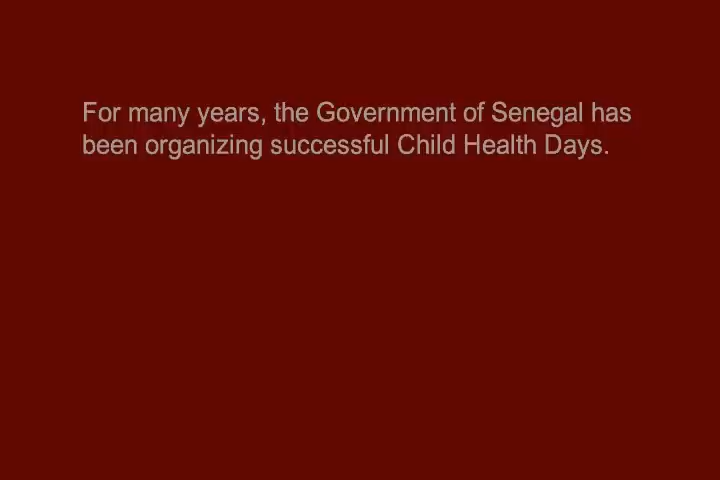 For many years, the Government of Senegal has
been organizing successful Child Health Days.